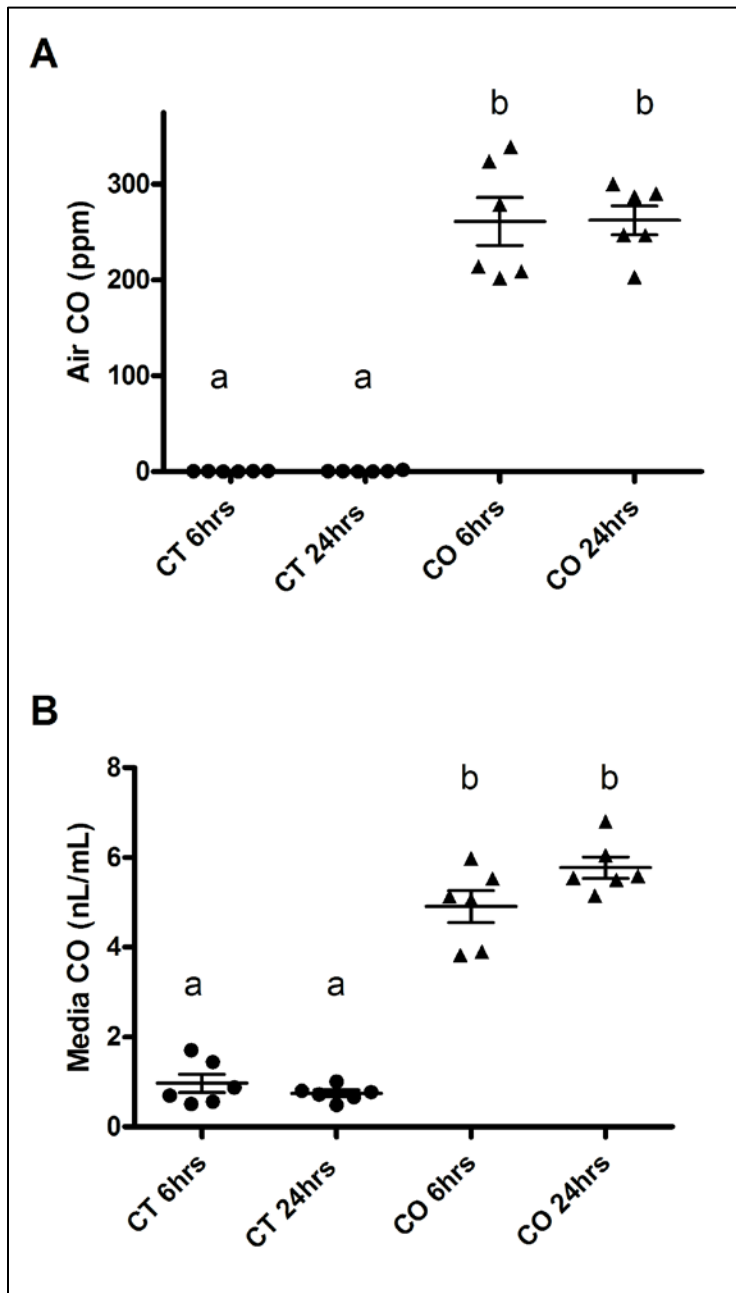 A
b b
300
200
100
0
Air CO (ppm)
a a
CT 6hrs
CT 24hrs
CO 6hrs
CO 24hrs
B
8
6
4
2
0
Media CO (nL/mL)
b b
a a
CT 6hrs
CT 24hrs
CO 6hrs
CO 24hrs